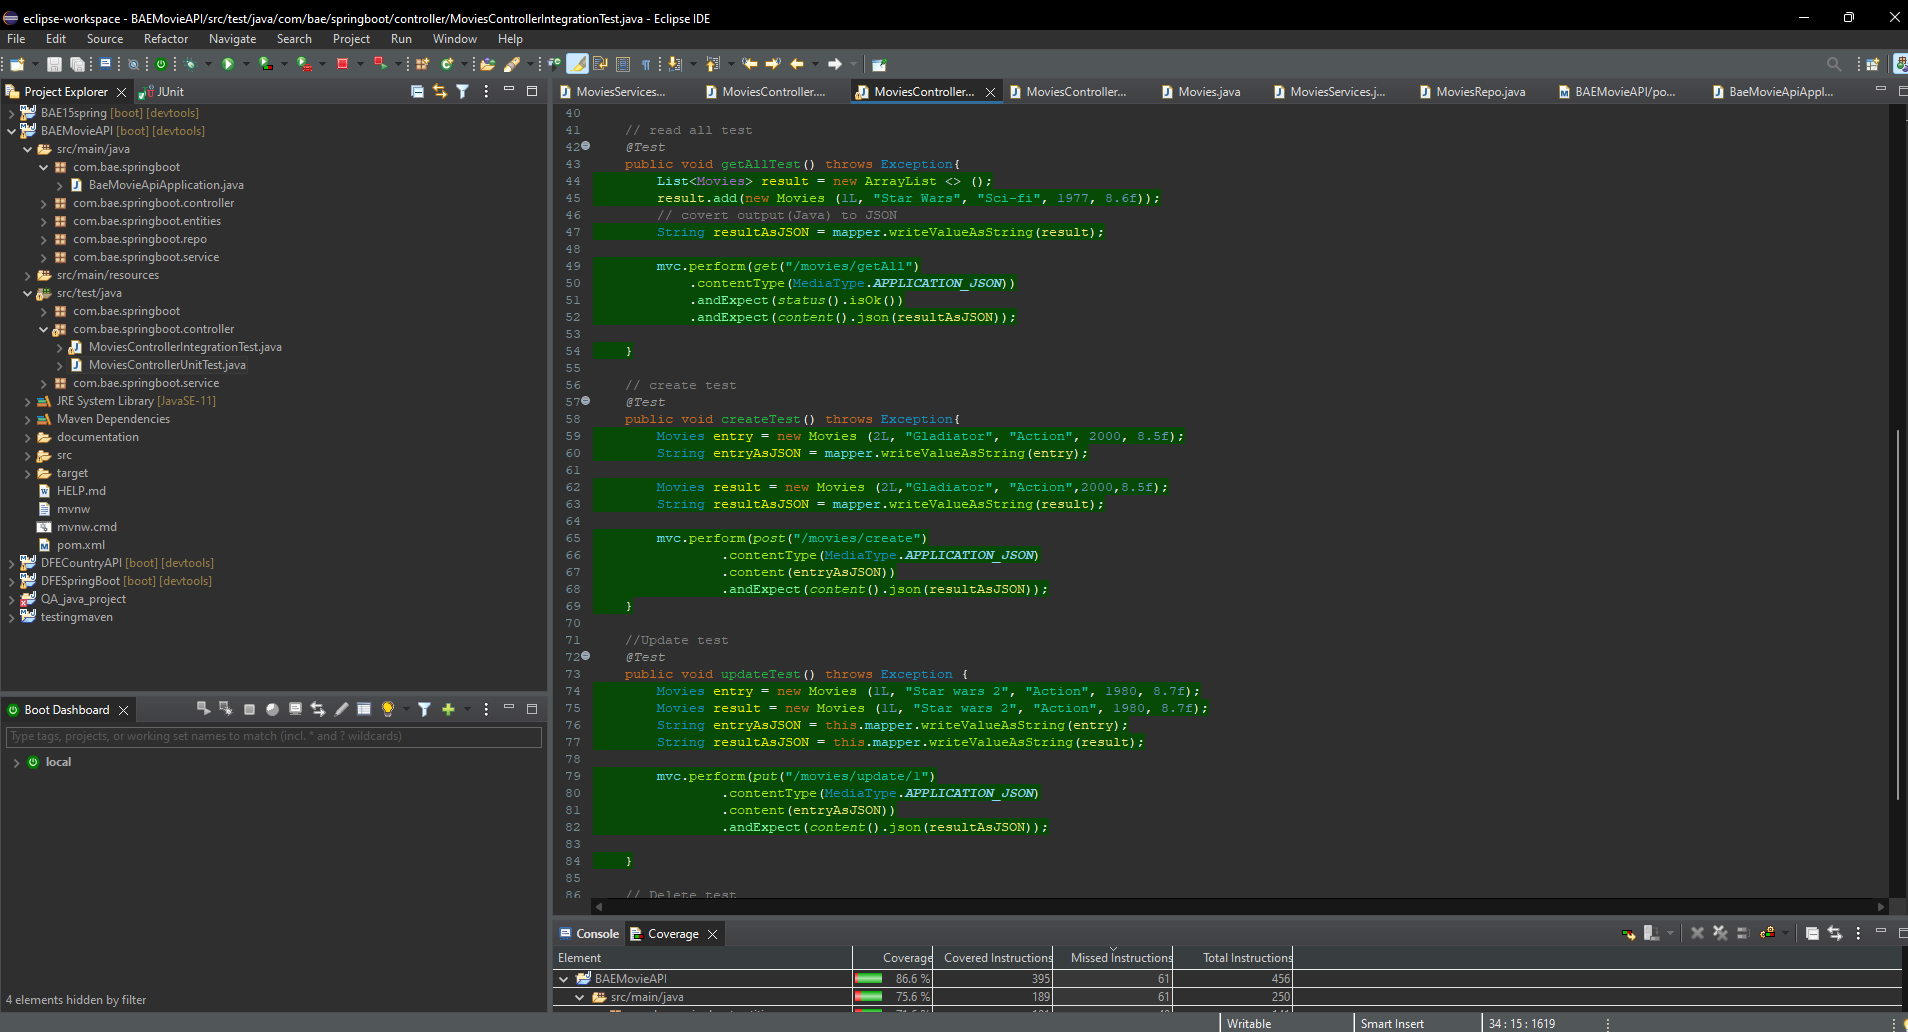 eclipse-workspace - BAEMovieAPI/src/test/java/com/bae/springboot/controller/MoviesControllerIntegrationTest.java - Eclipse IDE
File Edit Source Refactor Navigate Search Project Run Window Help
Project Explorer JUnit
BAE15spring [boot] [devtools]
BAEMovieAPI [boot] [devtools]
src/main/java
com.bae.springboot
BaeMovieApiApplication.java
com.bae.springboot.controller
com.bae.springboot.entities
com.bae.springboot.repo
com.bae.springboot.service
src/main/resources
src/test/java
com.bae.springboot
com.bae.springboot.controller
MoviesControllerIntegrationTest.java
MoviesControllerUnitTest.java
com.bae.springboot.service
JRE System Library [JavaSE-11]
Maven Dependencies
documentation
src
target
HELP.md
mvnw
mvnw.cmd
pom.xml
DFECountryAPI [boot] [devtools]
DFESpringBoot [boot] [devtools]
QA_java_project
testingmaven
Boot Dashboard
Type tags, projects, or working set names to match (incl. * and ? wildcards)
local
4 elements hidden by filter
MoviesServices... MoviesController.... MoviesController... MoviesController... Movies.java MoviesServices.j... MoviesRepo.java BAEMovieAPI/po... BaeMovieApiAppl...
40
41 // read all test
42 @Test
43 public void getAllTest() throws Exception{
44 List<Movies> result = new ArrayList <> ();
45 result.add(new Movies (1L, "Star Wars", "Sci-fi", 1977, 8.6f));
46 // covert output(Java) to JSON
47 String resultAsJSON = mapper.writeValueAsString(result);
48
49 mvc.perform(get("/movies/getAll")
50 .contentType(MediaType.APPLICATION_JSON))
51 .andExpect(status().isOk())
52 .andExpect(content().json(resultAsJSON));
53
54 }
55
56 // create test
57 @Test
58 public void createTest() throws Exception{
59 Movies entry = new Movies (2L, "Gladiator", "Action", 2000, 8.5f);
60 String entryAsJSON = mapper.writeValueAsString(entry);
61
62 Movies result = new Movies (2L,"Gladiator", "Action",2000,8.5f);
63 String resultAsJSON = mapper.writeValueAsString(result);
64
65 mvc.perform(post("/movies/create")
66 .contentType(MediaType.APPLICATION_JSON)
67 .content(entryAsJSON))
68 .andExpect(content().json(resultAsJSON));
69 }
70
71 //Update test
72 @Test
73 public void updateTest() throws Exception {
74 Movies entry = new Movies (1L, "Star wars 2", "Action", 1980, 8.7f);
75 Movies result = new Movies (1L, "Star wars 2", "Action", 1980, 8.7f);
76 String entryAsJSON = this.mapper.writeValueAsString(entry);
77 String resultAsJSON = this.mapper.writeValueAsString(result);
78
79 mvc.perform(put("/movies/update/1")
80 .contentType(MediaType.APPLICATION_JSON)
81 .content(entryAsJSON))
82 .andExpect(content().json(resultAsJSON));
83
84 }
85
86 // Delete test
Console Coverage
Element Coverage Covered Instructions Missed Instructions Total Instructions
BAEMovieAPI 86.6 % 395 61 456
src/main/java 75.6 % 189 61 250
Writable Smart Insert 34 : 15 : 1619